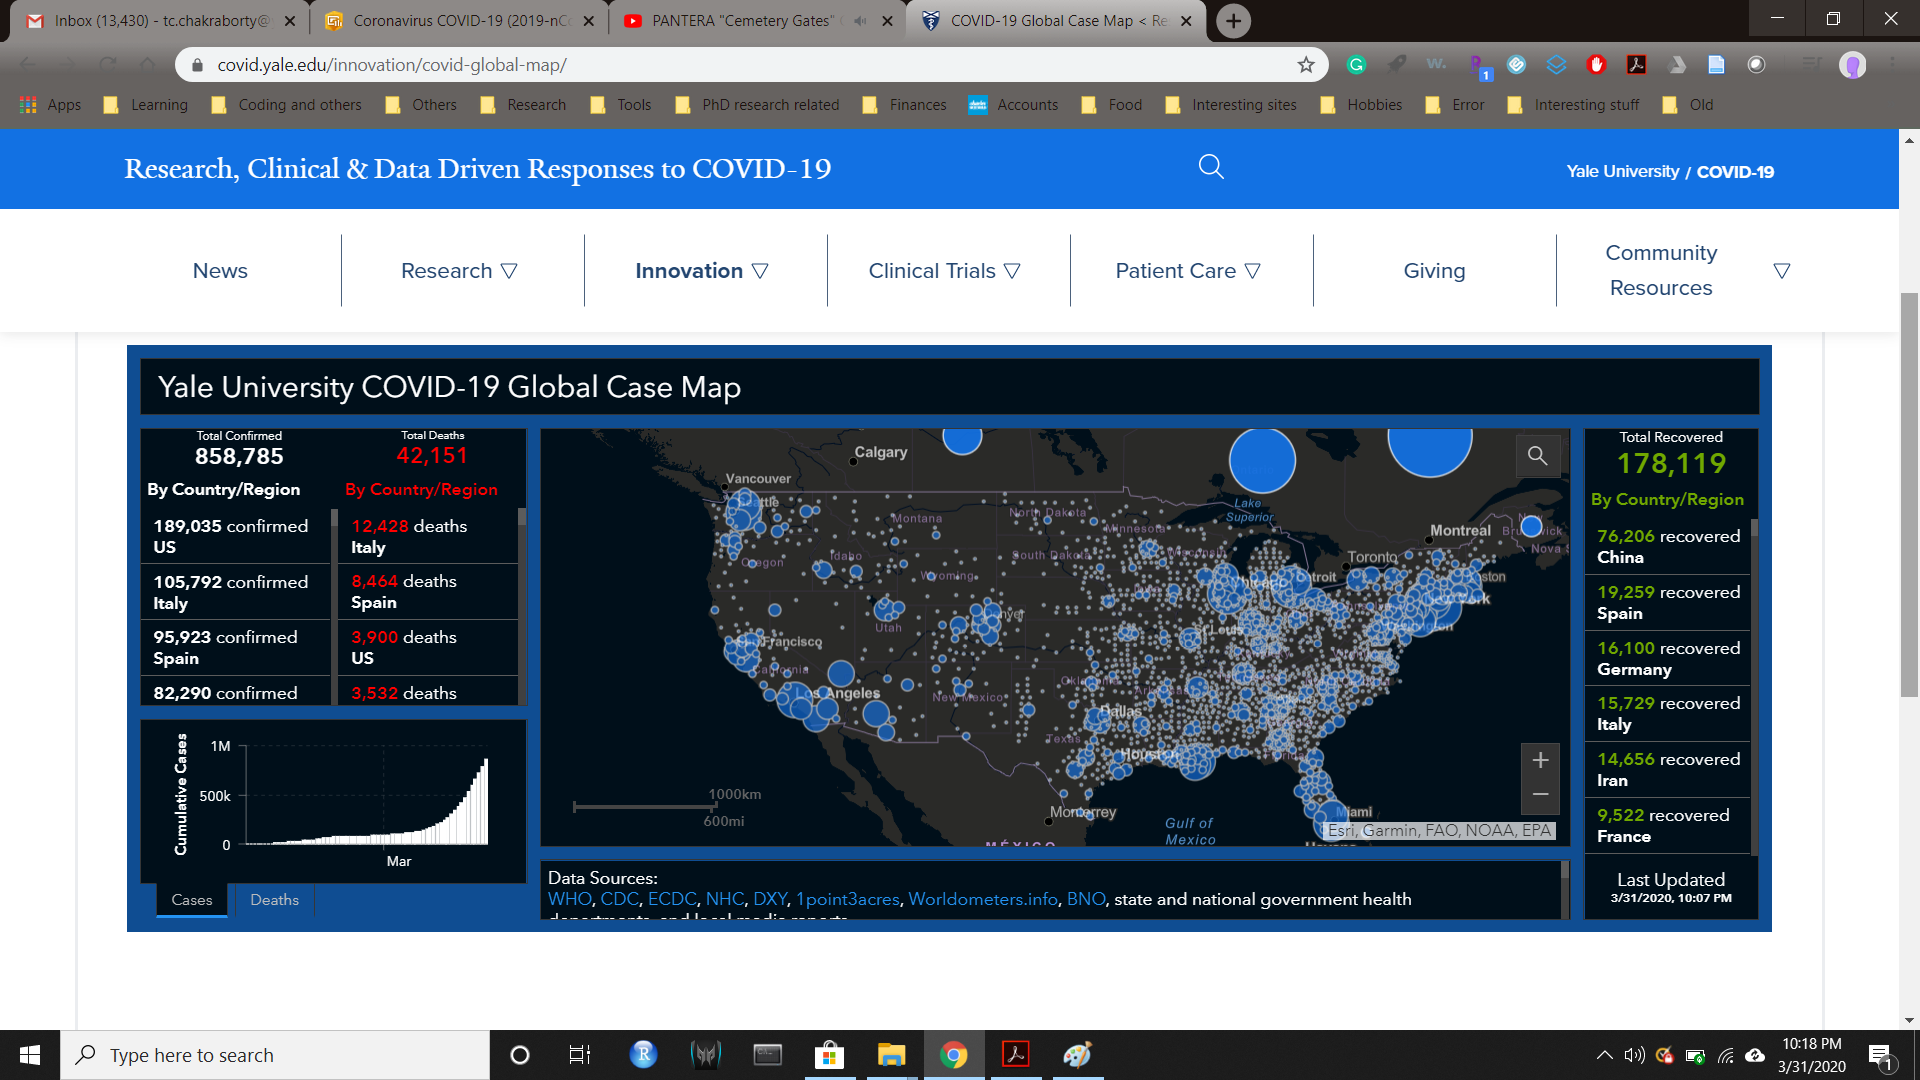 Inbox (13,430) - tc.chakraborty@
Coronavirus COVID-19 (2019-nCo
PANTERA "Cemetery Gates"
COVID-19 Global Case Map < Re
covid.yale.edu/innovation/covid-global-map/
Apps
Learning
Coding and others
Others
Research
Tools
PhD research related
Finances
Accounts
Food
Interesting sites
Hobbies
Error
Interesting stuff
Old
Research, Clinical & Data Driven Responses to COVID-19
Yale University / COVID-19
News
Research
Innovation
Clinical Trials
Patient Care
Giving
Community
Resources
Yale University COVID-19 Global Case Map
Total Confirmed
858,785
By Country/Region
189,035 confirmed
US
105,792 confirmed
Italy
95,923 confirmed
Spain
82,290 confirmed
Total Deaths
42,151
By Country/Region
12,428 deaths
Italy
8,464 deaths
Spain
3,900 deaths
US
3,532 deaths
Cumulative Cases
1M
500k
0
Mar
Cases
Deaths
Calgary
Vancouver
Seattle
Montana
North Dakota
Minnesota
Lake
Superior
Montreal
Toronto
Oregon
Idaho
Wyoming
South Dakota
Wisconsin
Chicago
Utah
St Louis
San Francisco
California
Los Angeles
New Mexico
Dallas
Texas
Houston
Miami
Monterrey
Gulf of
Mexico
MÉXICO
1000km
600mi
Esri, Garmin, FAO, NOAA, EPA
Data Sources:
WHO, CDC, ECDC, NHC, DXY, 1point3acres, Worldometers.info, BNO, state and national government health
departments, and local media reports
Total Recovered
178,119
By Country/Region
76,206 recovered
China
19,259 recovered
Spain
16,100 recovered
Germany
15,729 recovered
Italy
14,656 recovered
Iran
9,522 recovered
France
Last Updated
3/31/2020, 10:07 PM
Type here to search
10:18 PM
3/31/2020
1